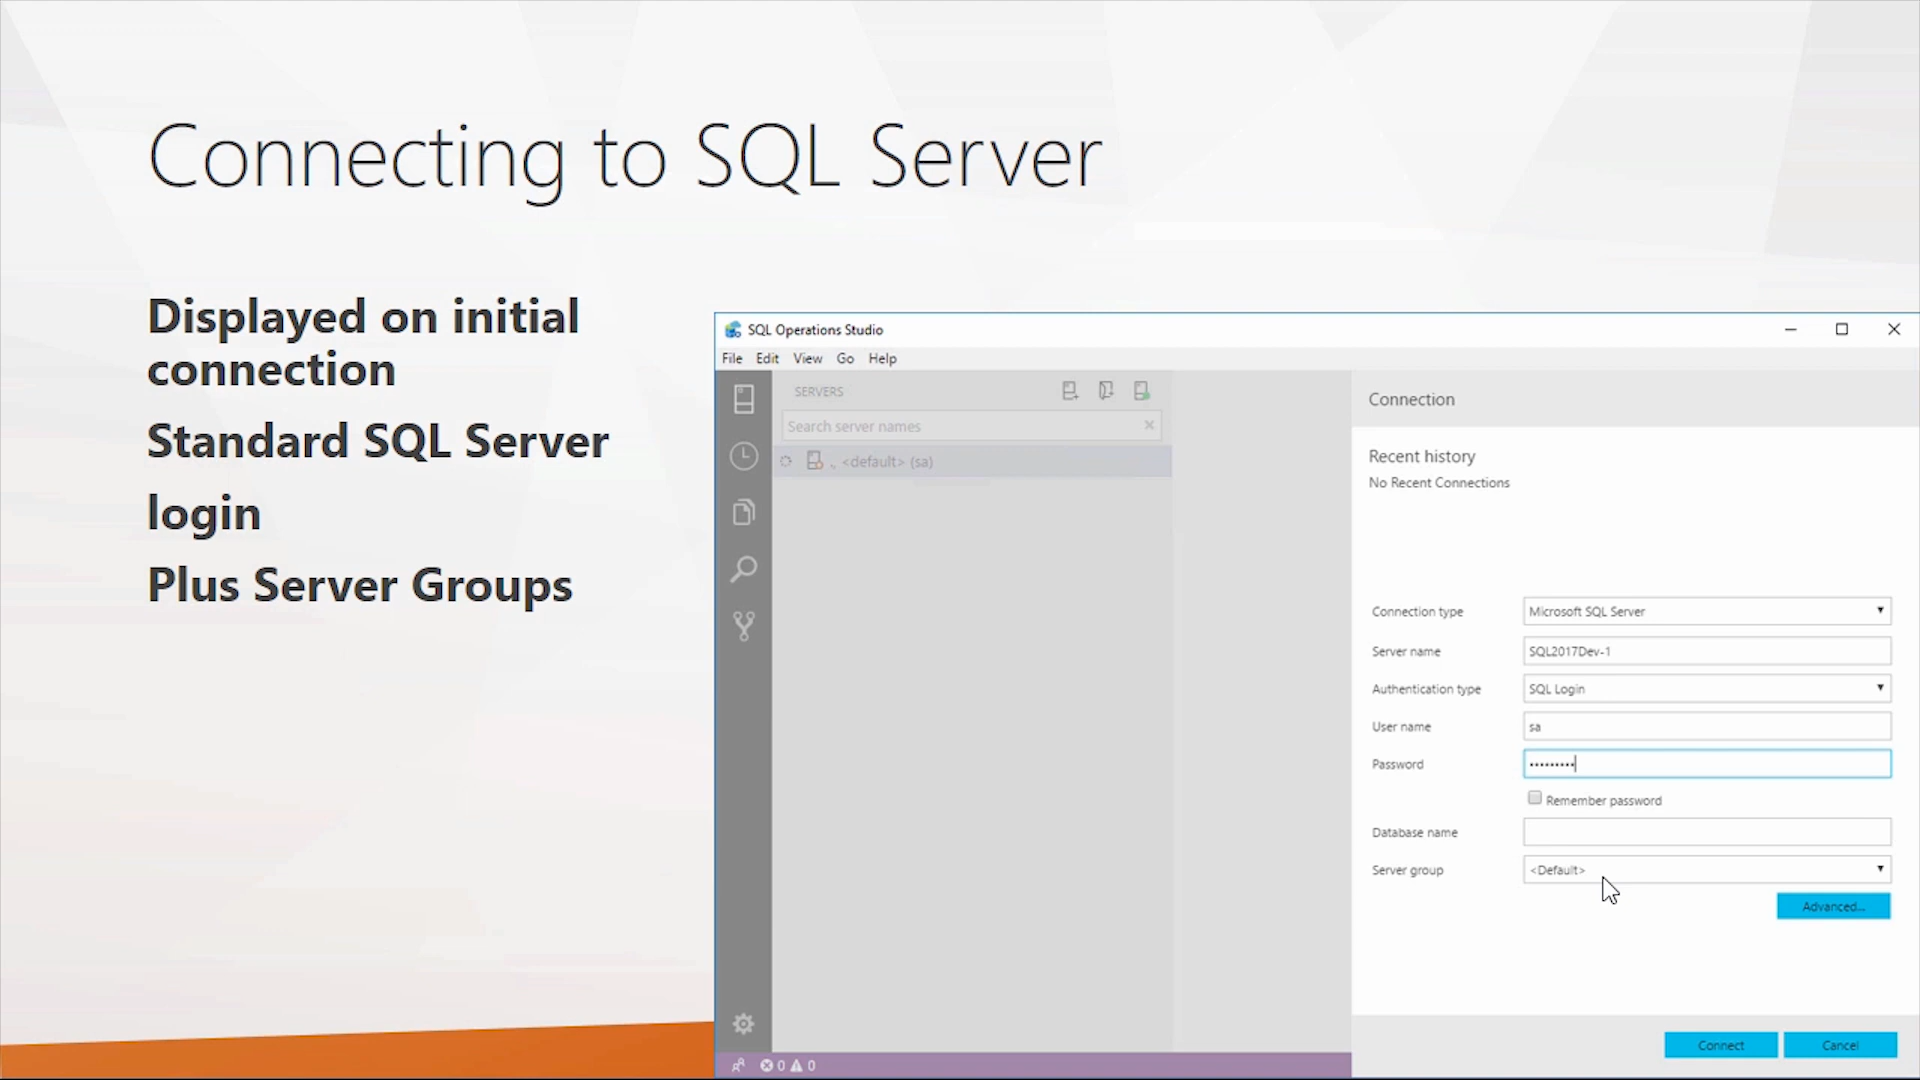 Connecting to SQL Server
Displayed on initial
connection
Standard SQL Server
login
Plus Server Groups
SQL Operations Studio
File Edit View Go Help
SERVERS
Search server names
., <default> (sa)
Connection
Recent history
No Recent Connections
Connection type Microsoft SQL Server
Server name SQL2017Dev-1
Authentication type SQL Login
User name sa
Password •••••••••
Remember password
Database name
Server group <Default>
Advanced...
Connect Cancel
0 0